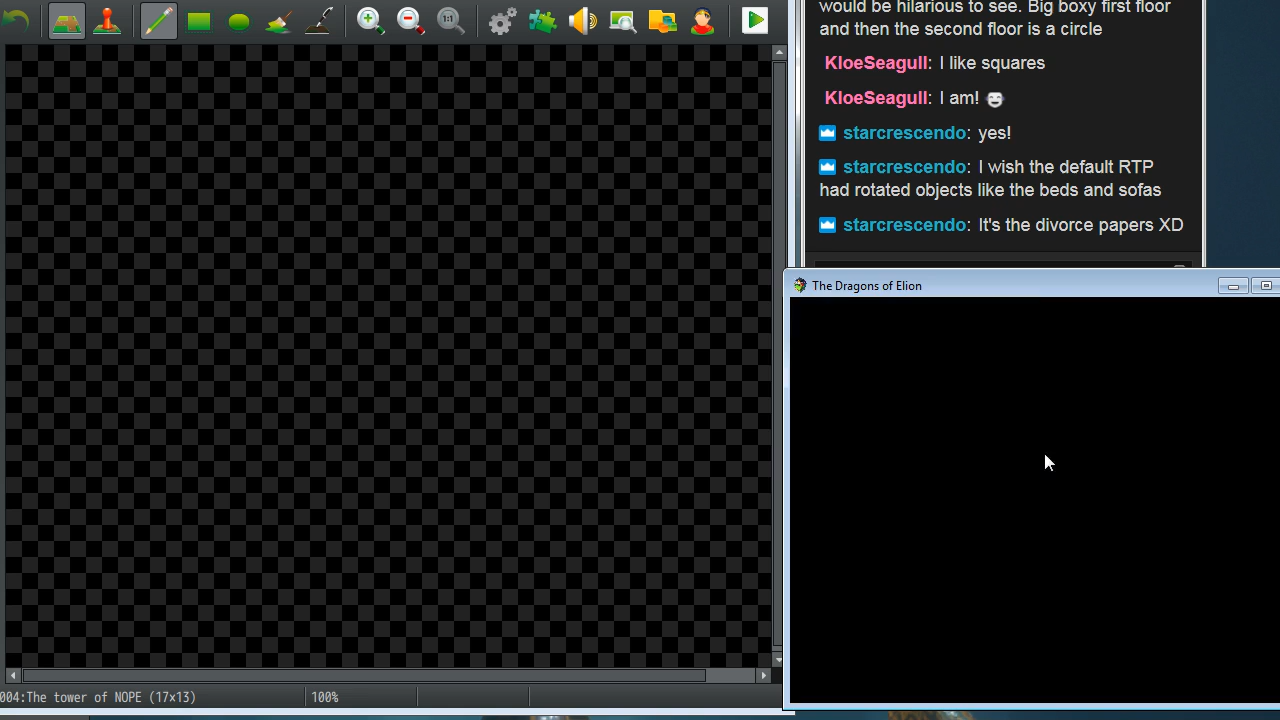 would be hilarious to see. Big boxy first floor
and then the second floor is a circle
KloeSeagull: I like squares
KloeSeagull: I am!
starcrescendo: yes!
starcrescendo: I wish the default RTP
had rotated objects like the beds and sofas
starcrescendo: It's the divorce papers XD
1:1
The Dragons of Elion
004:The tower of NOPE (17x13)
100%